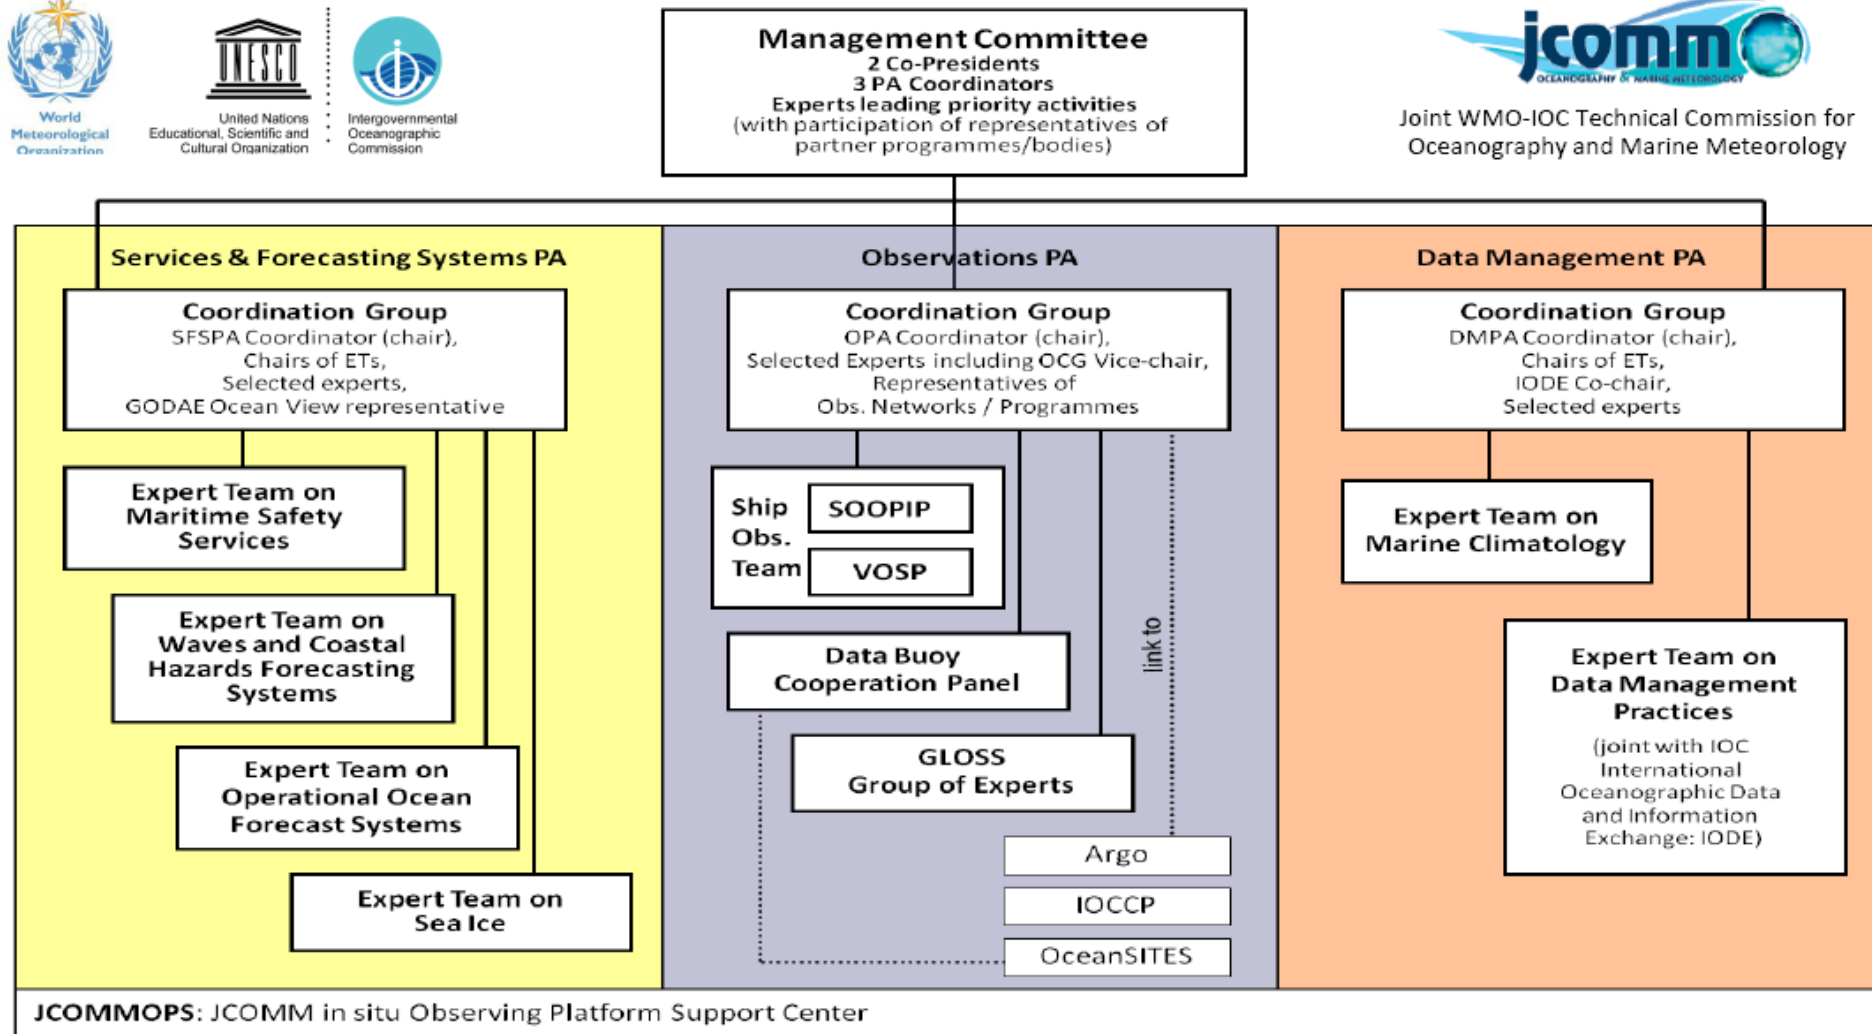 World
Meteorological
Organization
UNESCO
United Nations
Educational, Scientific and
Cultural Organization
Intergovernmental
Oceanographic
Commission
Management Committee
2 Co-Presidents
3 PA Coordinators
Experts leading priority activities
(with participation of representatives of
partner programmes/bodies)
jcomm
OCEANOGRAPHY & MARINE METEOROLOGY
Joint WMO-IOC Technical Commission for
Oceanography and Marine Meteorology
Services & Forecasting Systems PA
Coordination Group
SFSPA Coordinator (chair),
Chairs of ETs,
Selected experts,
GODAE Ocean View representative
Expert Team on
Maritime Safety
Services
Expert Team on
Waves and Coastal
Hazards Forecasting
Systems
Expert Team on
Operational Ocean
Forecast Systems
Expert Team on
Sea Ice
Observations PA
Coordination Group
OPA Coordinator (chair),
Selected Experts including OCG Vice-chair,
Representatives of
Obs. Networks / Programmes
Ship
Obs.
Team
SOOPIP
VOSP
Data Buoy
Cooperation Panel
GLOSS
Group of Experts
link to
Argo
IOCCP
OceanSITES
Data Management PA
Coordination Group
DMPA Coordinator (chair),
Chairs of ETs,
IODE Co-chair,
Selected experts
Expert Team on
Marine Climatology
Expert Team on
Data Management
Practices
(joint with IOC
International
Oceanographic Data
and Information
Exchange: IODE)
JCOMMOPS: JCOMM in situ Observing Platform Support Center